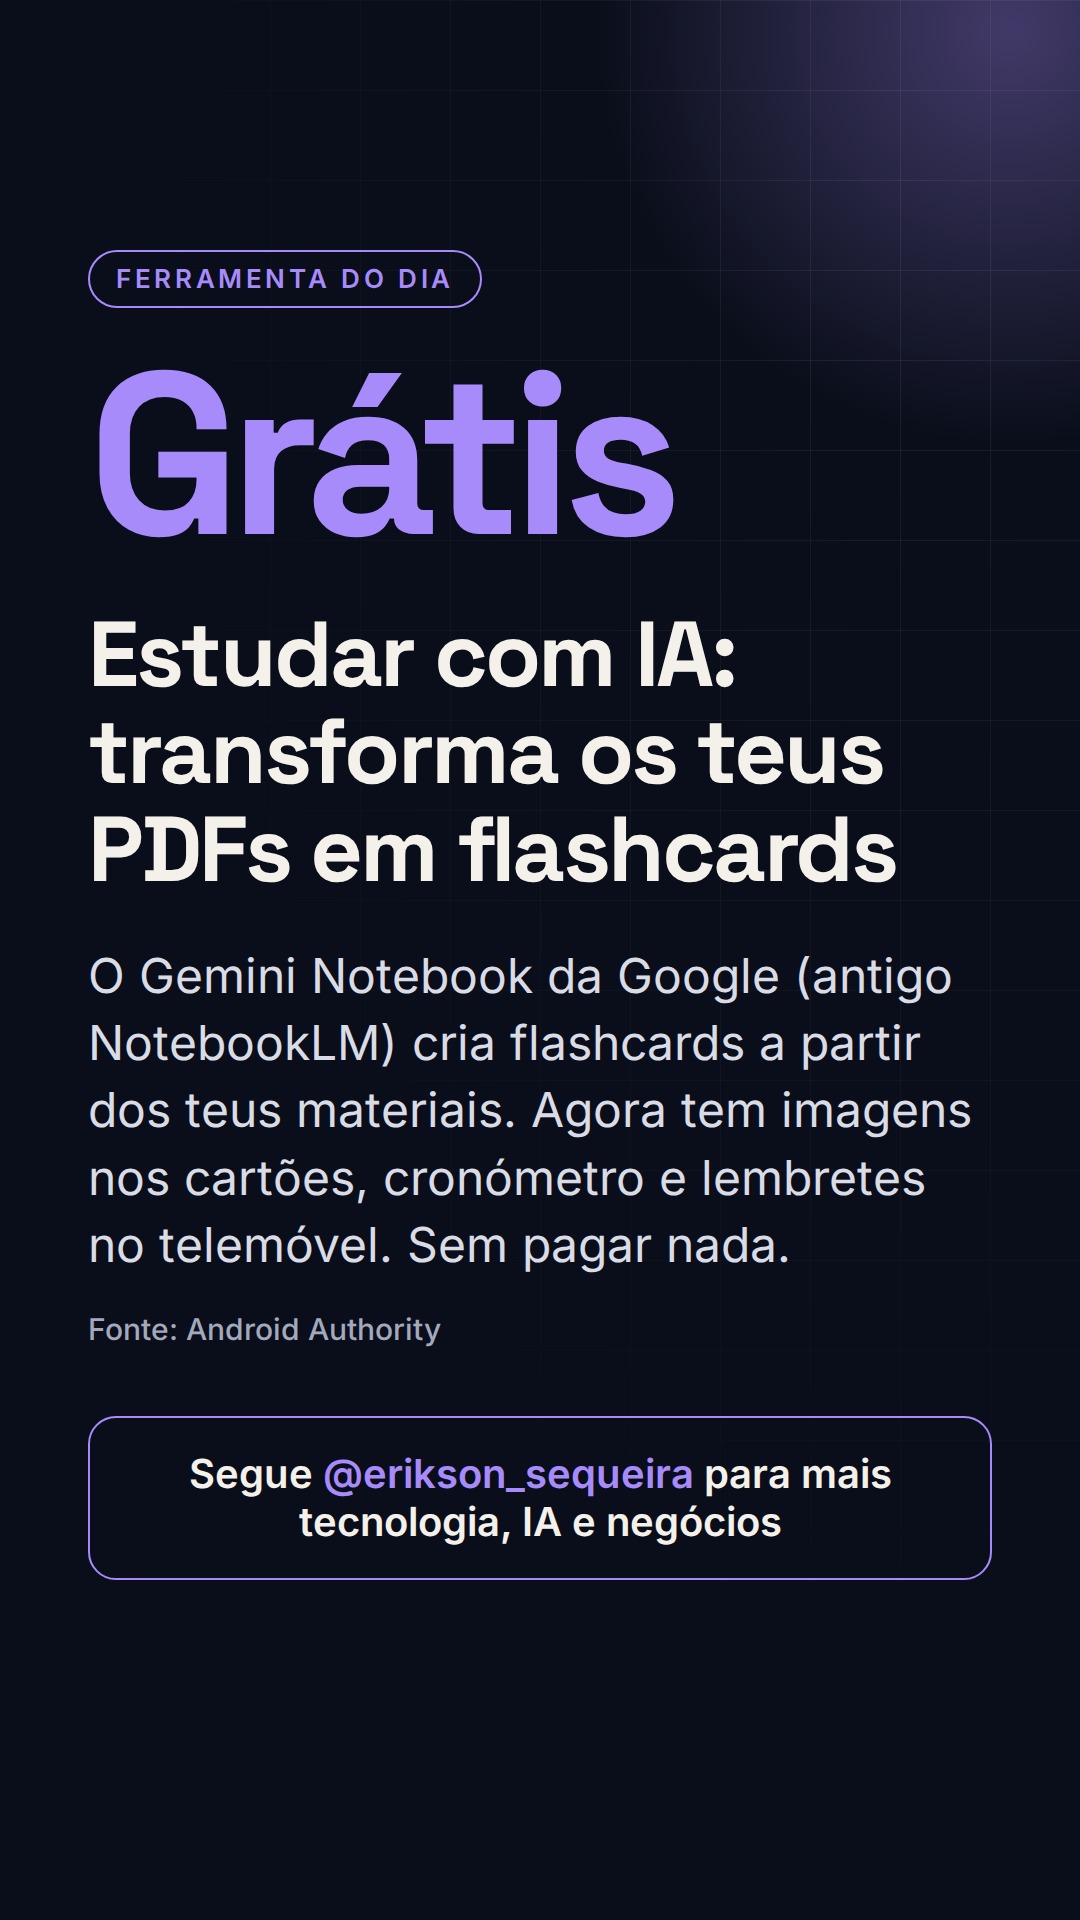 FERRAMENTA DO DIA
Grátis
Estudar com IA:
transforma os teus
PDFs em flashcards
O Gemini Notebook da Google (antigo
NotebookLM) cria flashcards a partir
dos teus materiais. Agora tem imagens
nos cartões, cronómetro e lembretes
no telemóvel. Sem pagar nada.
Fonte: Android Authority
Segue @erikson_sequeira para mais
tecnologia, IA e negócios